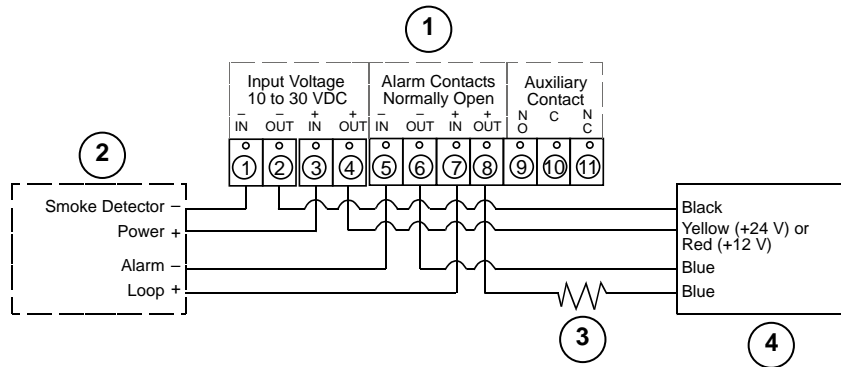 1
Input Voltage
10 to 30 VDC
Alarm Contacts
Normally Open
Auxiliary
Contact
– IN
– OUT
+ IN
+ OUT
– IN
– OUT
+ IN
+ OUT
NO
C
NC
1 2 3 4 5 6 7 8 9 10 11
2
Smoke Detector –
Power +
Alarm –
Loop +
Black
Yellow (+24 V) or
Red (+12 V)
Blue
Blue
3
4